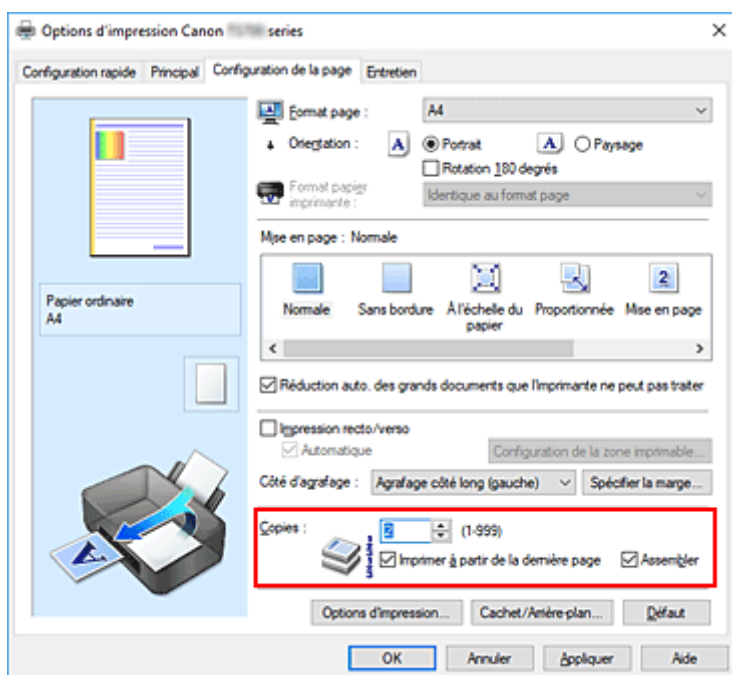 Options d'impression Canon series
Configuration rapide Principal Configuration de la page Entretien
Format page : A4
Orientation : A Portrait A Paysage
Rotation 180 degrés
Format papier imprimante : Identique au format page
Mise en page : Normale
Normale Sans bordure À l'échelle du papier Proportionnée Mise en page
Papier ordinaire
A4
Réduction auto. des grands documents que l'imprimante ne peut pas traiter
Impression recto/verso
Automatique Configuration de la zone imprimable...
Côté d'agrafage : Agrafage côté long (gauche) Spécifier la marge...
Copies : 2 (1-999)
Imprimer à partir de la dernière page Assembler
Options d'impression... Cachet/Arrière-plan... Défaut
OK Annuler Appliquer Aide